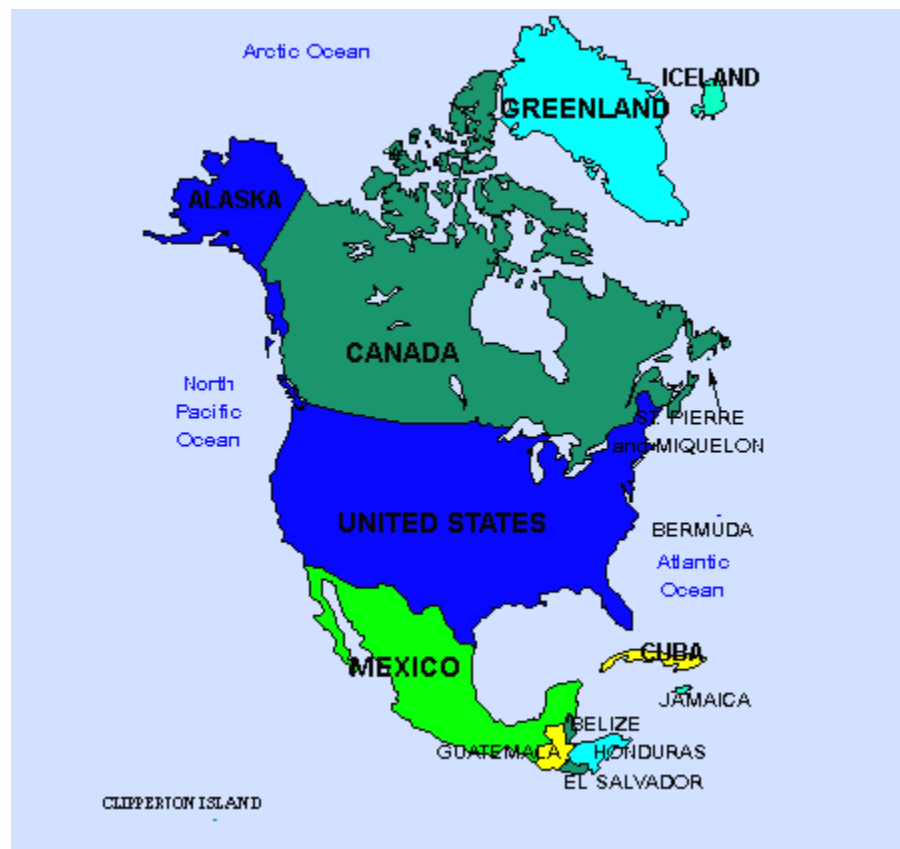 Arctic Ocean
ICELAND
GREENLAND
ALASKA
CANADA
North
Pacific
Ocean
ST. PIERRE
and MIQUELON
UNITED STATES
BERMUDA
Atlantic
Ocean
CUBA
MEXICO
JAMAICA
BELIZE
GUATEMALA
HONDURAS
EL SALVADOR
CLIPPERTON ISLAND